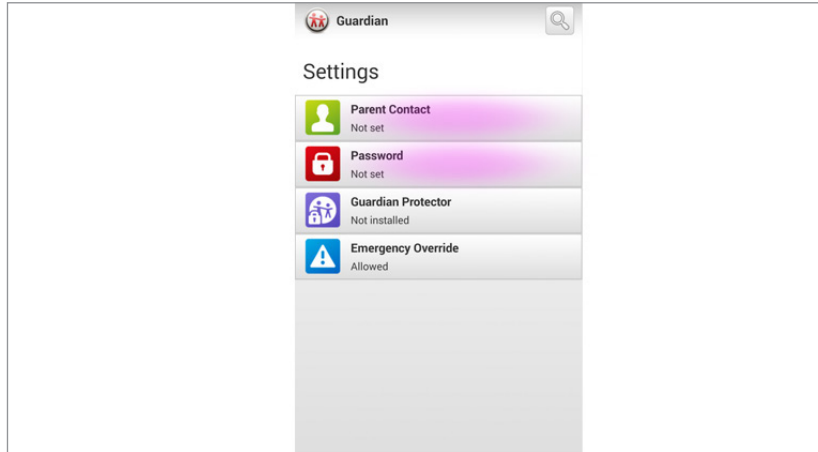 Guardian
Settings
Parent Contact
Not set
Password
Not set
Guardian Protector
Not installed
Emergency Override
Allowed